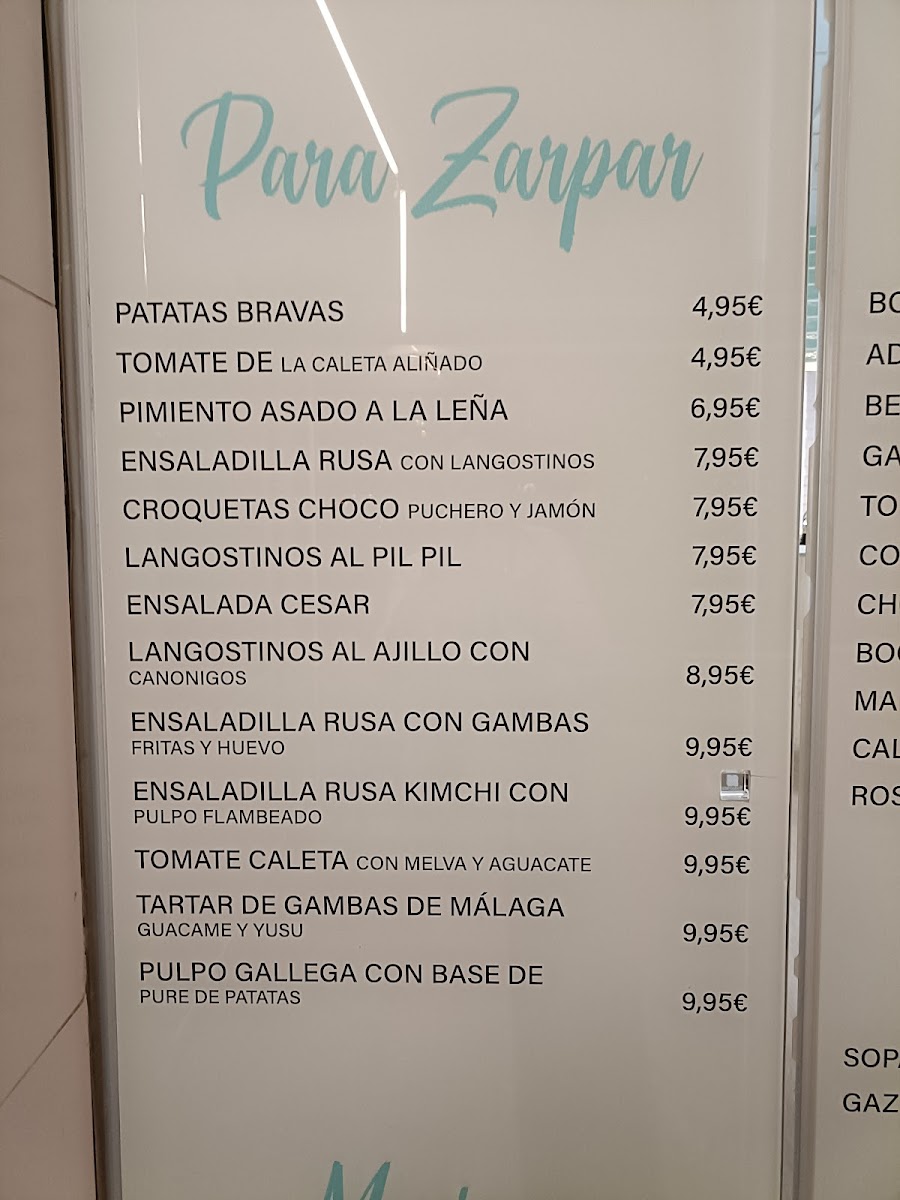 Para Zarpar
PATATAS BRAVAS 4,95€
TOMATE DE LA CALETA ALIÑADO 4,95€
PIMIENTO ASADO A LA LEÑA 6,95€
ENSALADILLA RUSA CON LANGOSTINOS 7,95€
CROQUETAS CHOCO PUCHERO Y JAMÓN 7,95€
LANGOSTINOS AL PIL PIL 7,95€
ENSALADA CESAR 7,95€
LANGOSTINOS AL AJILLO CON
CANONIGOS 8,95€
ENSALADILLA RUSA CON GAMBAS
FRITAS Y HUEVO 9,95€
ENSALADILLA RUSA KIMCHI CON
PULPO FLAMBEADO 9,95€
TOMATE CALETA CON MELVA Y AGUACATE 9,95€
TARTAR DE GAMBAS DE MÁLAGA
GUACAME Y YUSU 9,95€
PULPO GALLEGA CON BASE DE
PURE DE PATATAS 9,95€